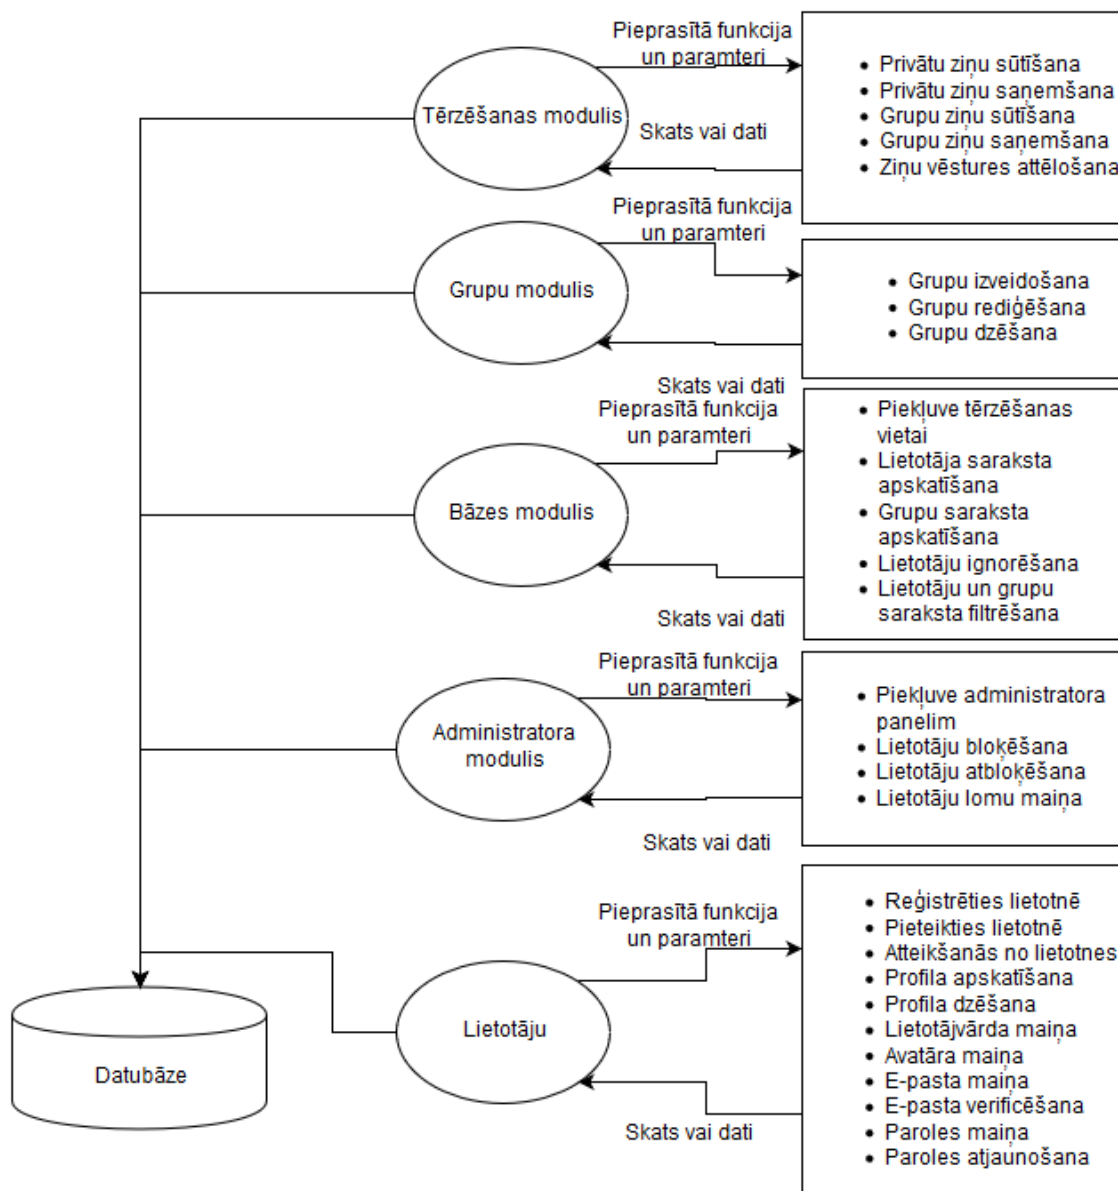 Pieprasītā funkcija
un paramteri
Tērzēšanas modulis
Skats vai dati
• Privātu ziņu sūtīšana
• Privātu ziņu saņemšana
• Grupu ziņu sūtīšana
• Grupu ziņu saņemšana
• Ziņu vēstures attēlošana
Pieprasītā funkcija
un paramteri
Grupu modulis
Skats vai dati
• Grupu izveidošana
• Grupu rediģēšana
• Grupu dzēšana
Pieprasītā funkcija
un paramteri
Bāzes modulis
Skats vai dati
• Piekļuve tērzēšanas
vietai
• Lietotāja saraksta
apskatīšana
• Grupu saraksta
apskatīšana
• Lietotāju ignorēšana
• Lietotāju un grupu
saraksta filtrēšana
Pieprasītā funkcija
un paramteri
Administratora
modulis
Skats vai dati
• Piekļuve administratora
panelim
• Lietotāju bloķēšana
• Lietotāju atbloķēšana
• Lietotāju lomu maiņa
Pieprasītā funkcija
un paramteri
Lietotāju
Skats vai dati
• Reģistrēties lietotnē
• Pieteikties lietotnē
• Atteikšanās no lietotnes
• Profila apskatīšana
• Profila dzēšana
• Lietotājvārda maiņa
• Avatāra maiņa
• E-pasta maiņa
• E-pasta verificēšana
• Paroles maiņa
• Paroles atjaunošana
Datubāze